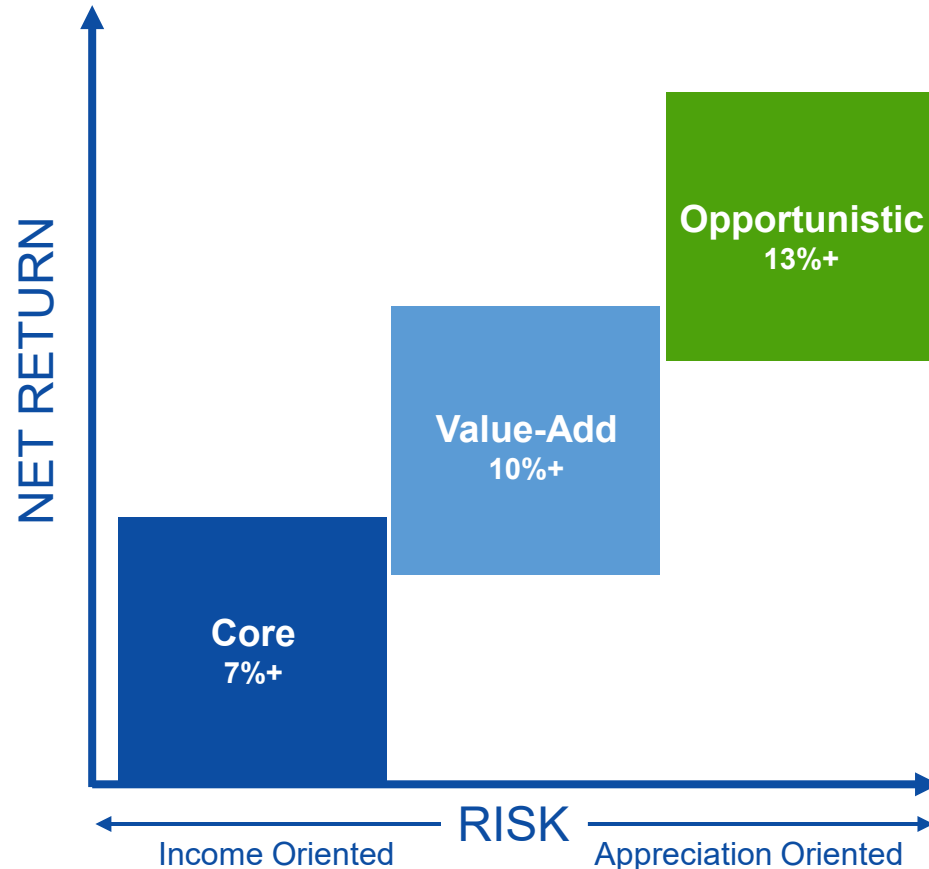 NET RETURN
Opportunistic
13%+
Value-Add
10%+
Core
7%+
RISK
Income Oriented
Appreciation Oriented